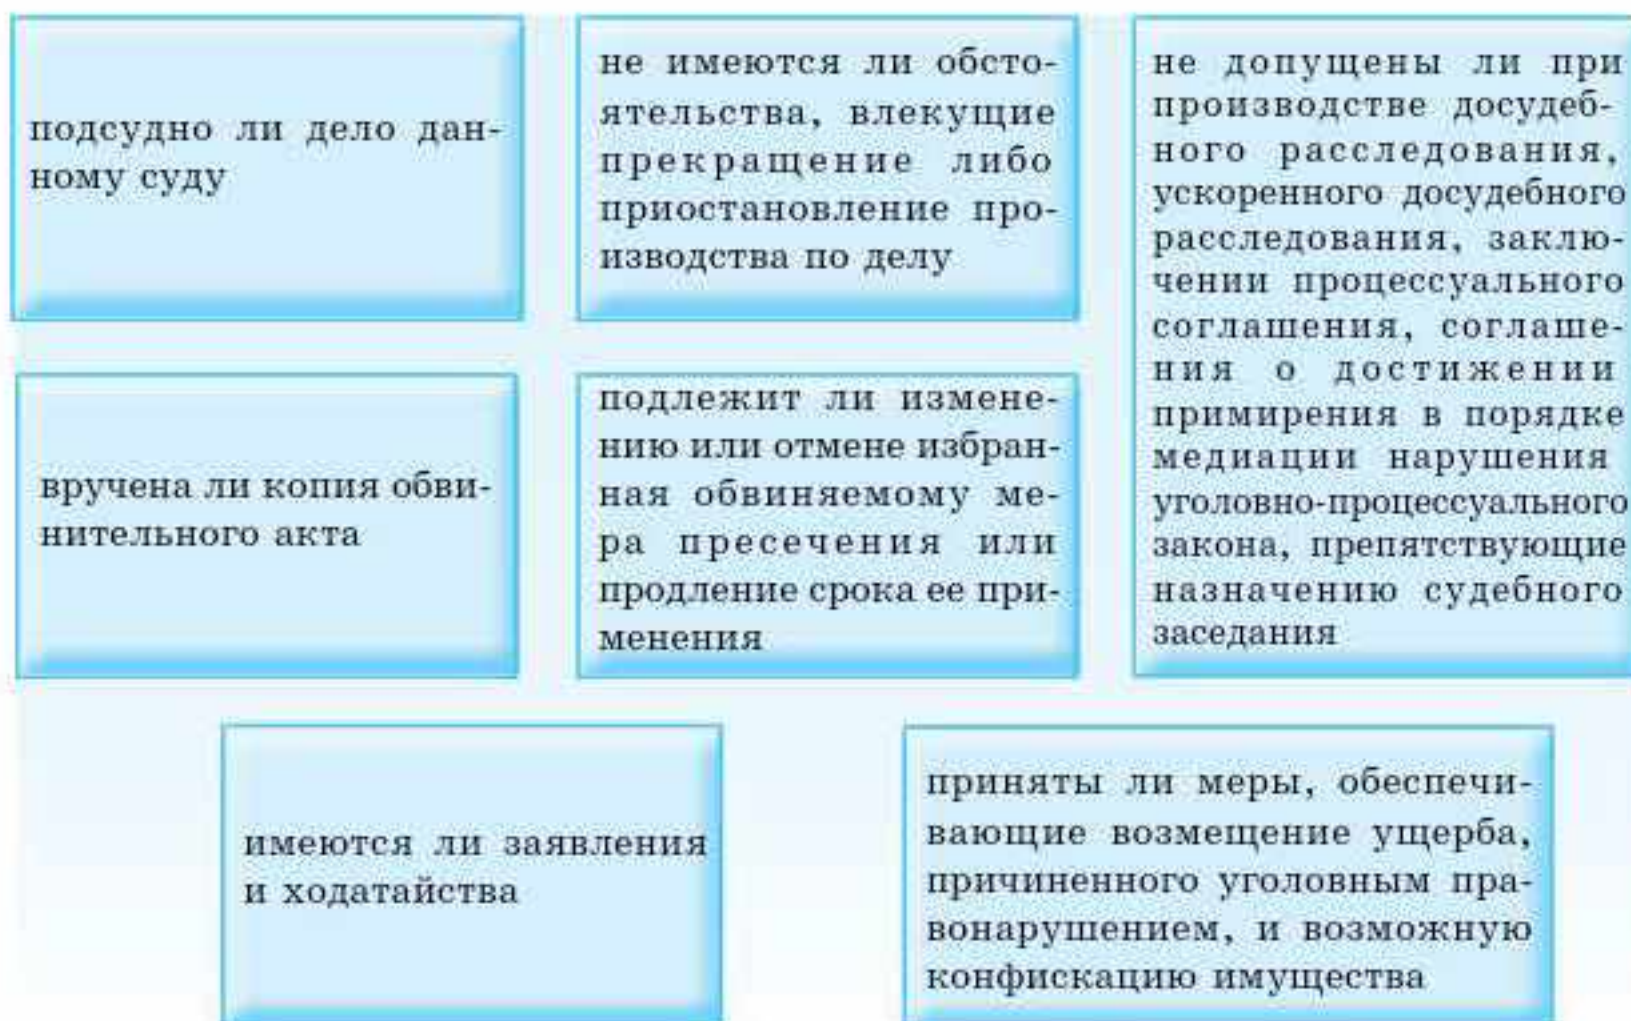 подсудно ли дело дан-
ному суду
не имеются ли обсто-
ятельства, влекущие
прекращение либо
приостановление про-
изводства по делу
не допущены ли при
производстве досудеб-
ного расследования,
ускоренного досудебного
расследования, заклю-
чении процессуального
соглашения, соглаше-
ния о достижении
примирения в порядке
медиации нарушения
уголовно-процессуального
закона, препятствующие
назначению судебного
заседания
вручена ли копия обви-
нительного акта
подлежит ли измене-
нию или отмене избран-
ная обвиняемому ме-
ра пресечения или
продление срока ее при-
менения
имеются ли заявления
и ходатайства
приняты ли меры, обеспечи-
вающие возмещение ущерба,
причиненного уголовным пра-
вонарушением, и возможную
конфискацию имущества